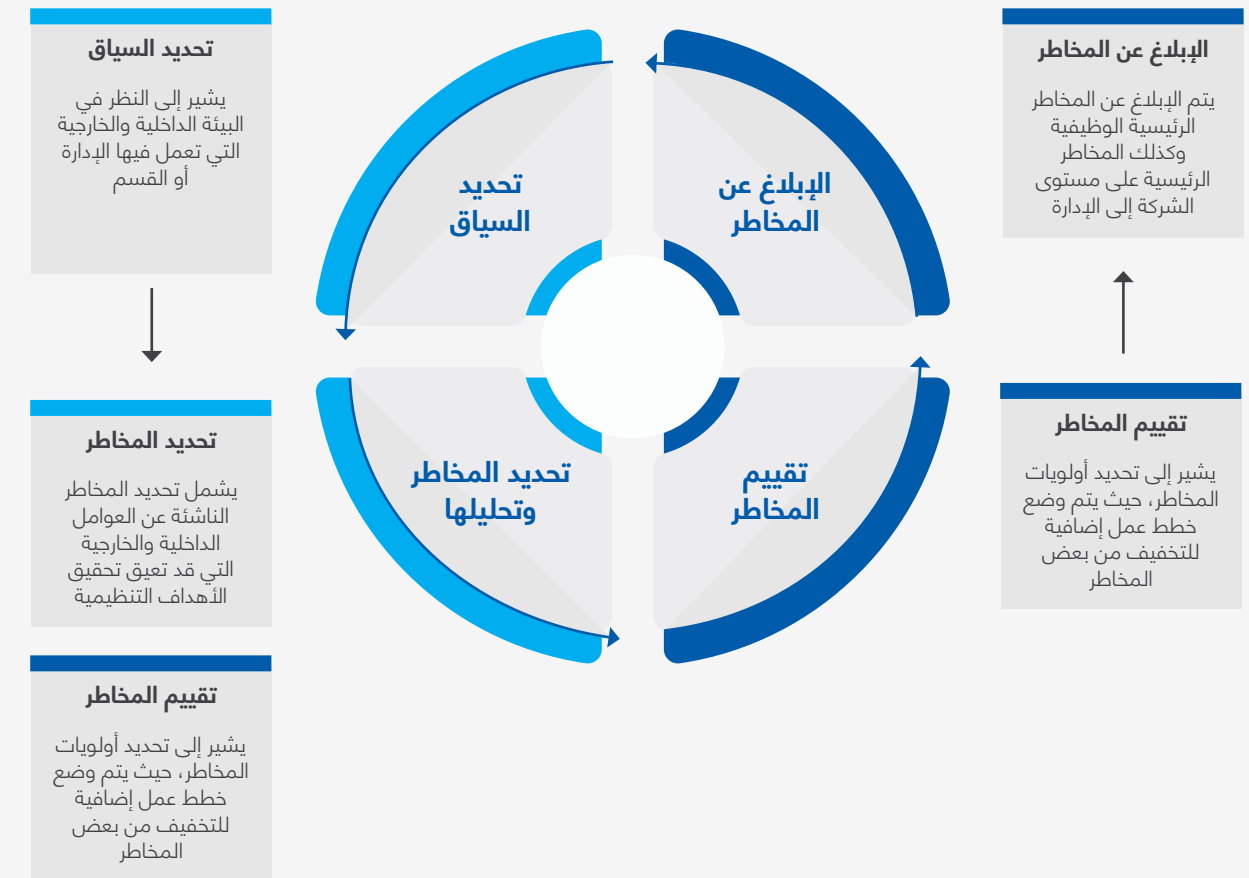 تحديد السياق
يشير إلى النظر في
البيئة الداخلية والخارجية
التي تعمل فيها الإدارة
أو القسم
تحديد المخاطر
يشمل تحديد المخاطر
الناشئة عن العوامل
الداخلية والخارجية
التي قد تعيق تحقيق
الأهداف التنظيمية
تقييم المخاطر
يشير إلى تحديد أولويات
المخاطر، حيث يتم وضع
خطط عمل إضافية
للتخفيف من بعض
المخاطر
الإبلاغ عن
المخاطر
تحديد
السياق
تحديد المخاطر
وتحليلها
تقييم
المخاطر
الإبلاغ عن المخاطر
يتم الإبلاغ عن المخاطر
الرئيسية الوظيفية
وكذلك المخاطر
الرئيسية على مستوى
الشركة إلى الإدارة
تقييم المخاطر
يشير إلى تحديد أولويات
المخاطر، حيث يتم وضع
خطط عمل إضافية
للتخفيف من بعض
المخاطر